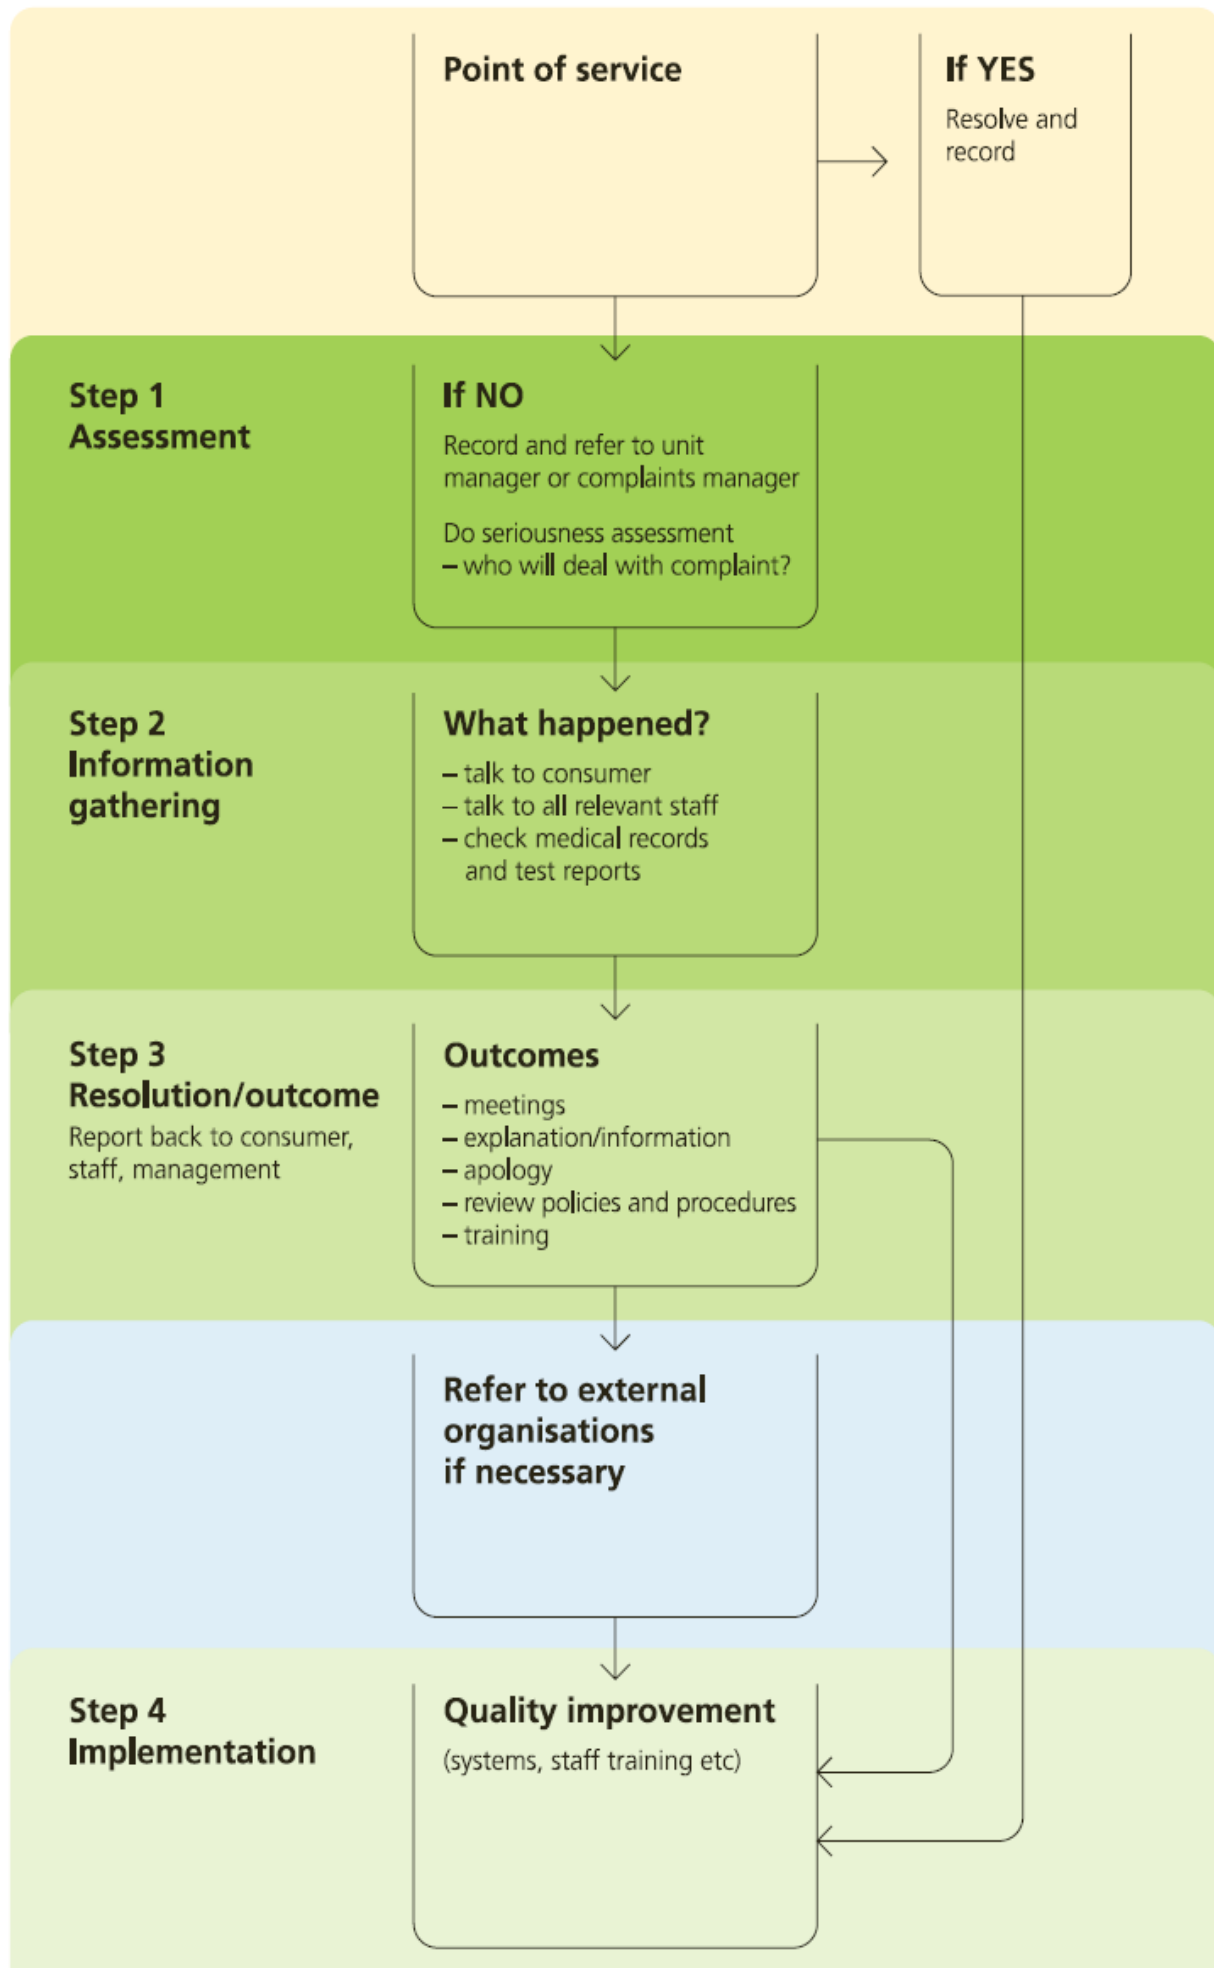 Point of service
If YES
Resolve and
record
Step 1
Assessment
If NO
Record and refer to unit
manager or complaints manager
Do seriousness assessment
– who will deal with complaint?
Step 2
Information
gathering
What happened?
– talk to consumer
– talk to all relevant staff
– check medical records
and test reports
Step 3
Resolution/outcome
Report back to consumer,
staff, management
Outcomes
– meetings
– explanation/information
– apology
– review policies and procedures
– training
Refer to external
organisations
if necessary
Step 4
Implementation
Quality improvement
(systems, staff training etc)